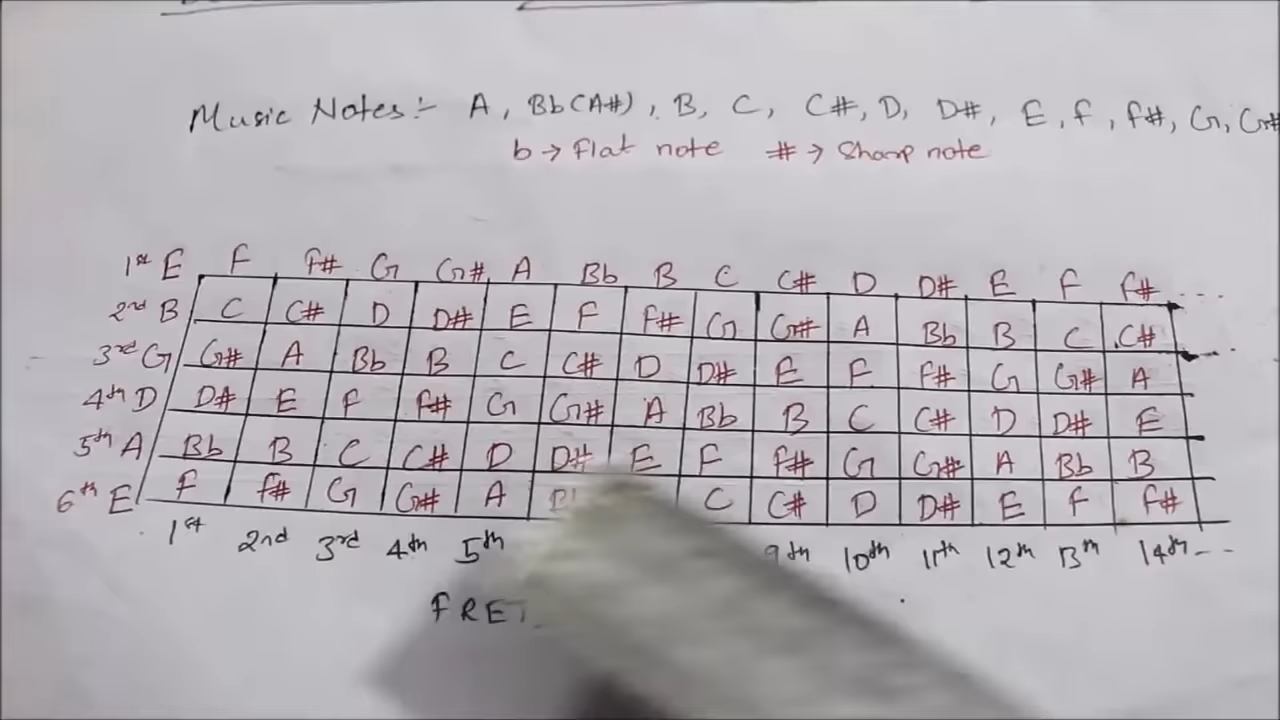 Music Notes:- A, Bb(A#), B, C, C#, D, D#, E, F, F#, G, G#
b → Flat note # → Sharp note
1st E F F# G G# A Bb B C C# D D# E F F# ...
2nd B C C# D D# E F F# G G# A Bb B C C#
3rd G G# A Bb B C C# D D# E F F# G G# A
4th D D# E F F# G G# A Bb B C C# D D# E
5th A Bb B C C# D D# E F F# G G# A Bb B
6th E F F# G G# A C C# D D# E F F#
1st 2nd 3rd 4th 5th 9th 10th 11th 12th 13th 14th --
FRET